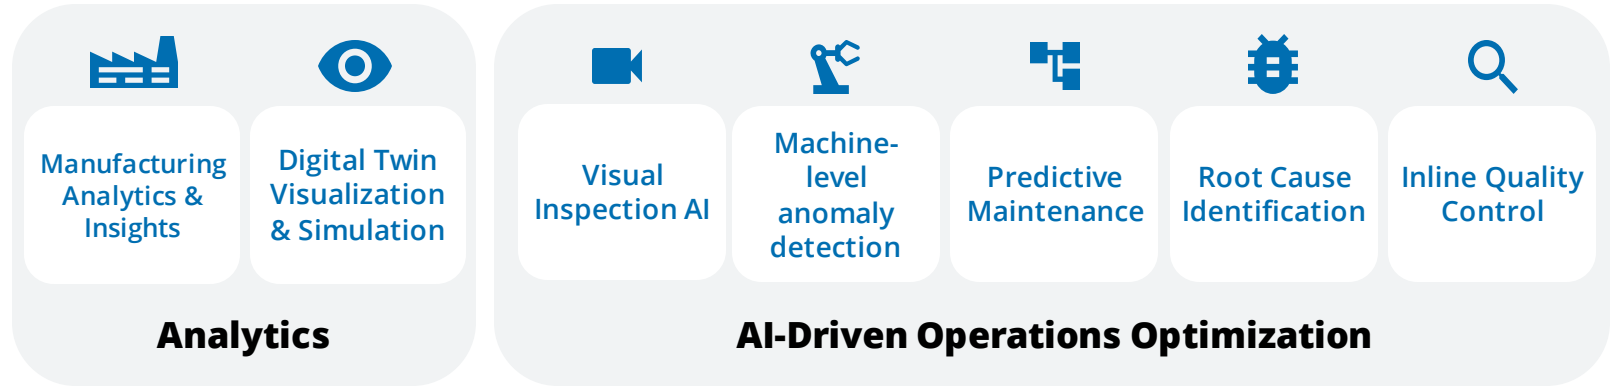 Manufacturing
Analytics &
Insights
Digital Twin
Visualization
& Simulation
Analytics
Visual
Inspection AI
Machine-
level
anomaly
detection
Predictive
Maintenance
Root Cause
Identification
Inline Quality
Control
AI-Driven Operations Optimization